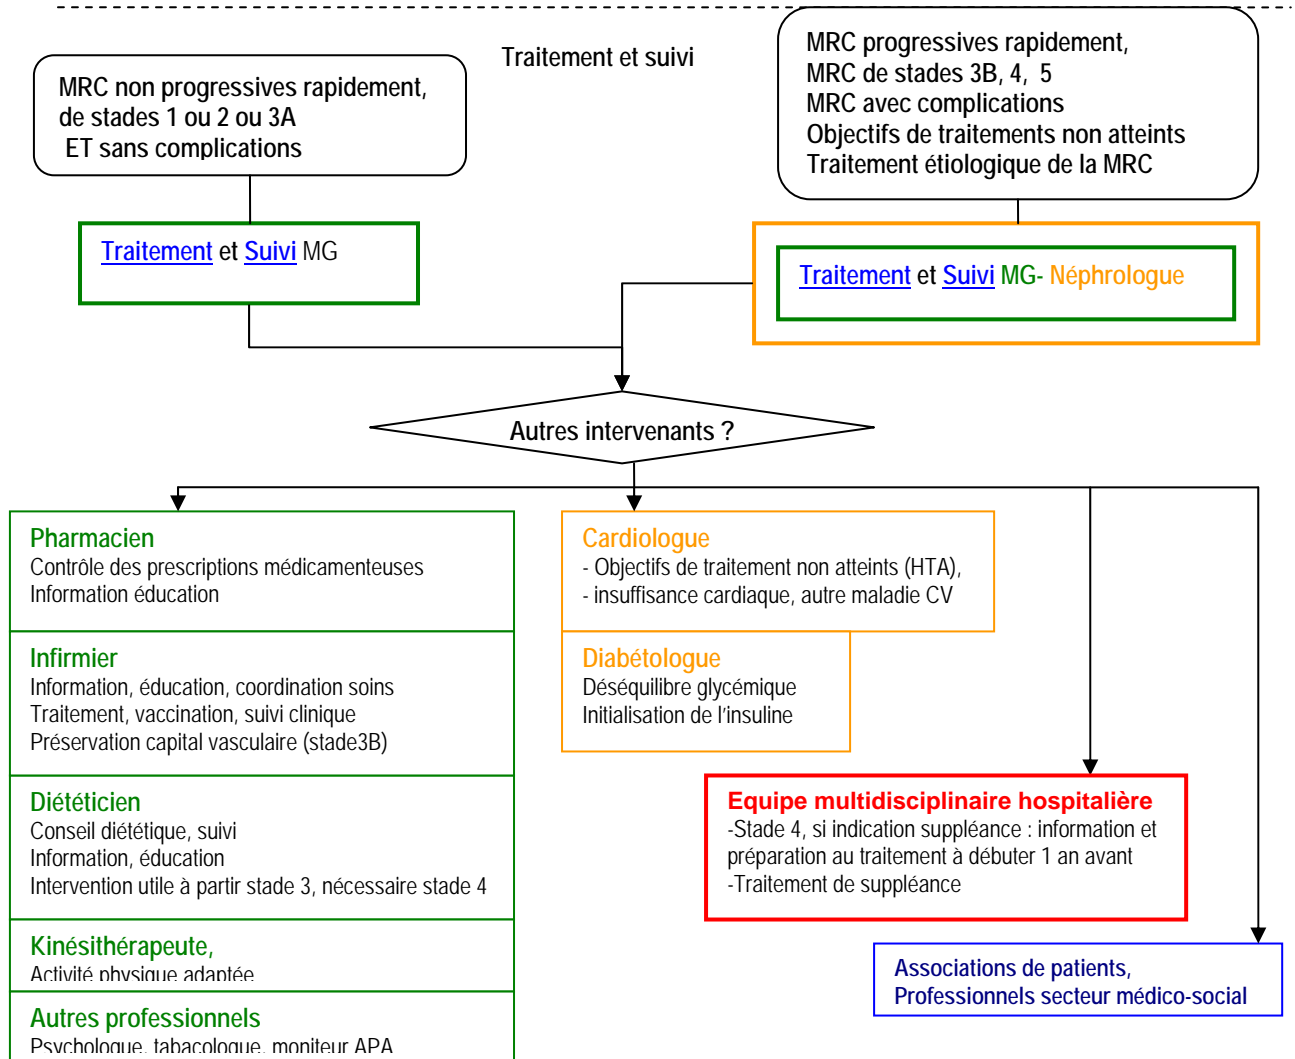 Traitement et suivi
MRC non progressives rapidement,
de stades 1 ou 2 ou 3A
ET sans complications
MRC progressives rapidement,
MRC de stades 3B, 4, 5
MRC avec complications
Objectifs de traitements non atteints
Traitement étiologique de la MRC
Traitement et Suivi MG
Traitement et Suivi MG- Néphrologue
Autres intervenants ?
Pharmacien
Contrôle des prescriptions médicamenteuses
Information éducation
Infirmier
Information, éducation, coordination soins
Traitement, vaccination, suivi clinique
Préservation capital vasculaire (stade3B)
Diététicien
Conseil diététique, suivi
Information, éducation
Intervention utile à partir stade 3, nécessaire stade 4
Kinésithérapeute,
Activité physique adaptée
Autres professionnels
Psychologue, tabacologue, moniteur APA
Cardiologue
- Objectifs de traitement non atteints (HTA),
- insuffisance cardiaque, autre maladie CV
Diabétologue
Déséquilibre glycémique
Initialisation de l'insuline
Equipe multidisciplinaire hospitalière
-Stade 4, si indication suppléance : information et
préparation au traitement à débuter 1 an avant
-Traitement de suppléance
Associations de patients,
Professionnels secteur médico-social